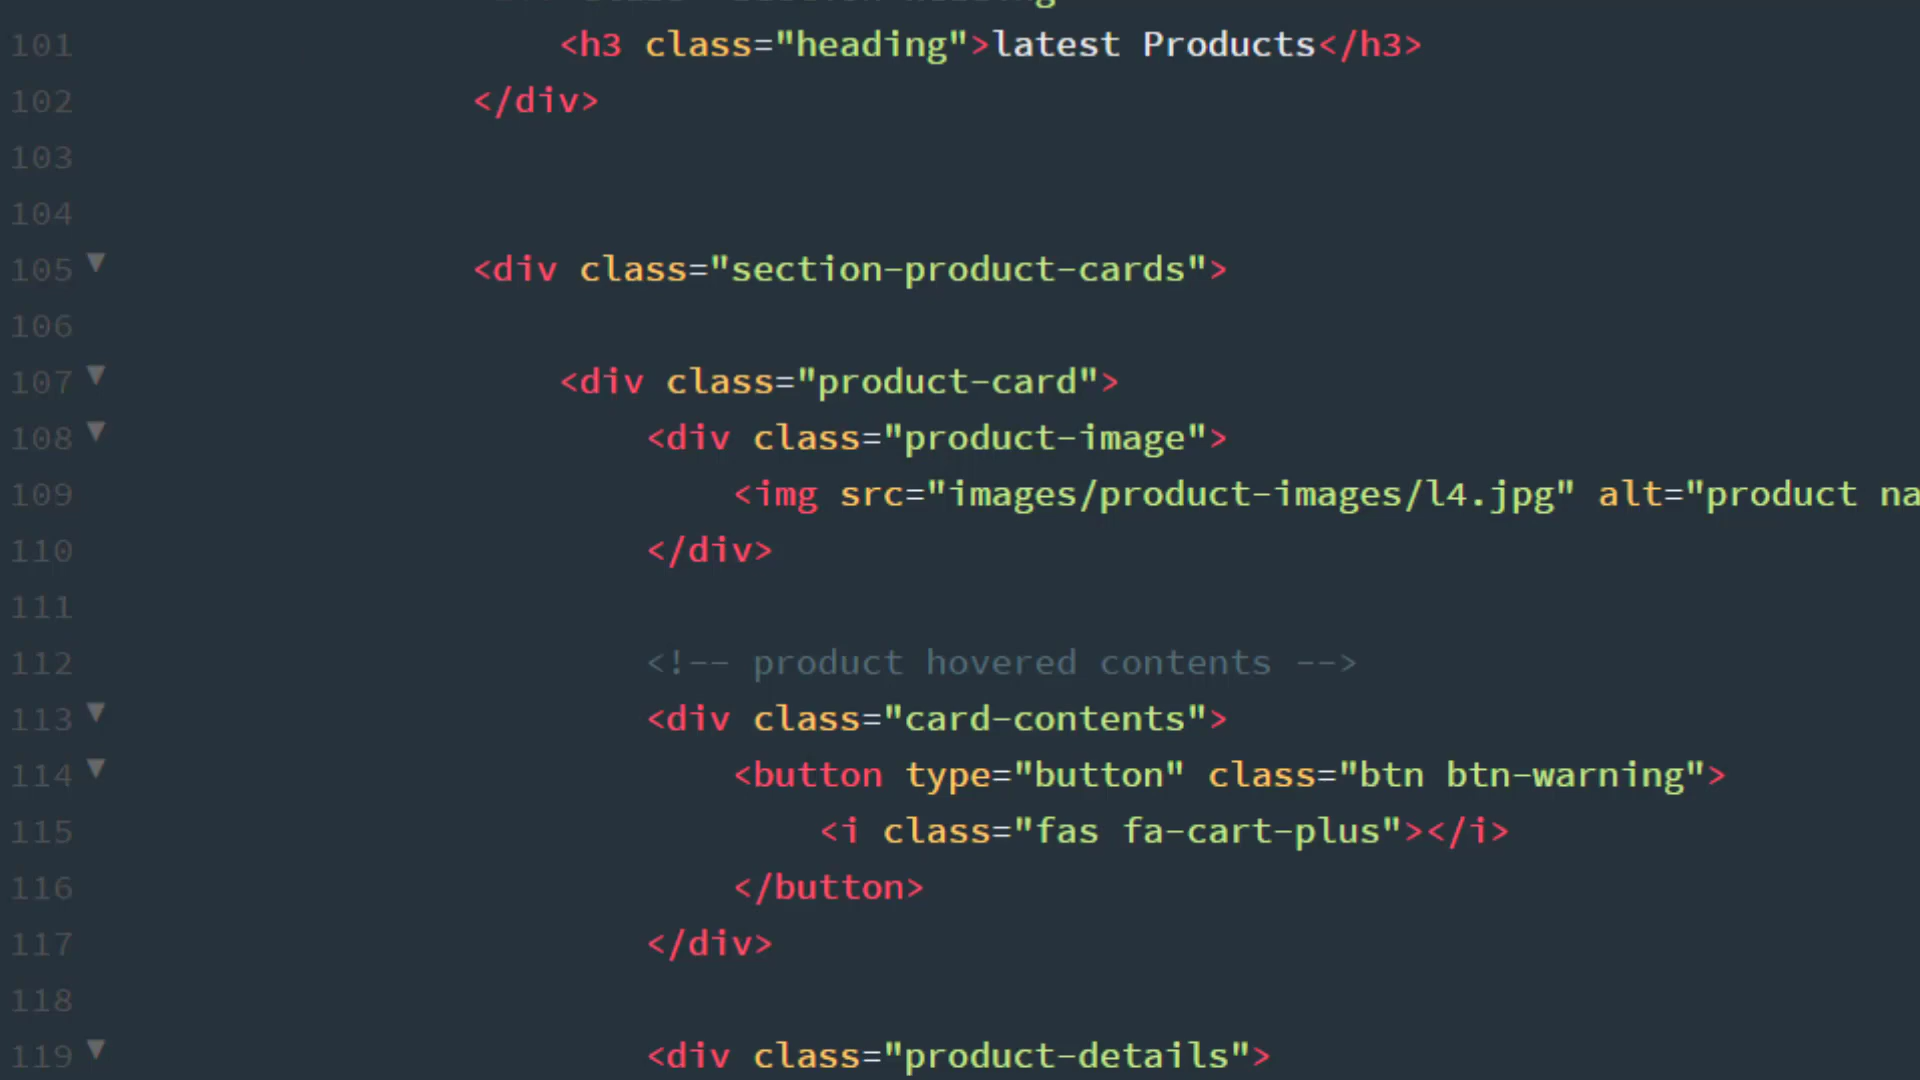 101 <h3 class="heading">latest Products</h3>
102 </div>
103
104
105 <div class="section-product-cards">
106
107 <div class="product-card">
108 <div class="product-image">
109 <img src="images/product-images/l4.jpg" alt="product na
110 </div>
111
112 <!-- product hovered contents -->
113 <div class="card-contents">
114 <button type="button" class="btn btn-warning">
115 <i class="fas fa-cart-plus"></i>
116 </button>
117 </div>
118
119 <div class="product-details">